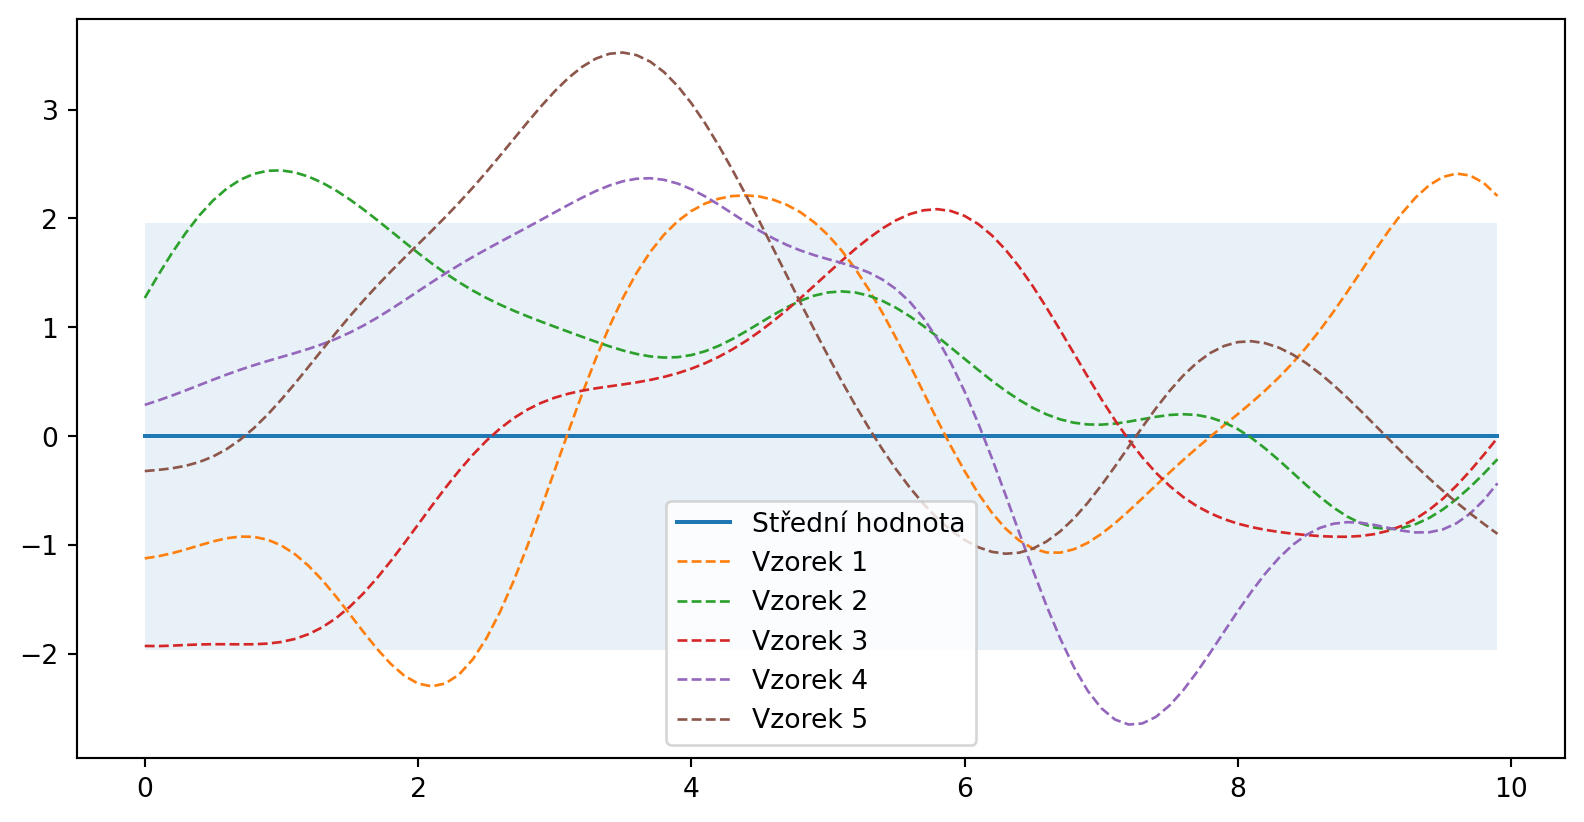 3
2
1
0
−1
−2
0 2 4 6 8 10
Střední hodnota
Vzorek 1
Vzorek 2
Vzorek 3
Vzorek 4
Vzorek 5